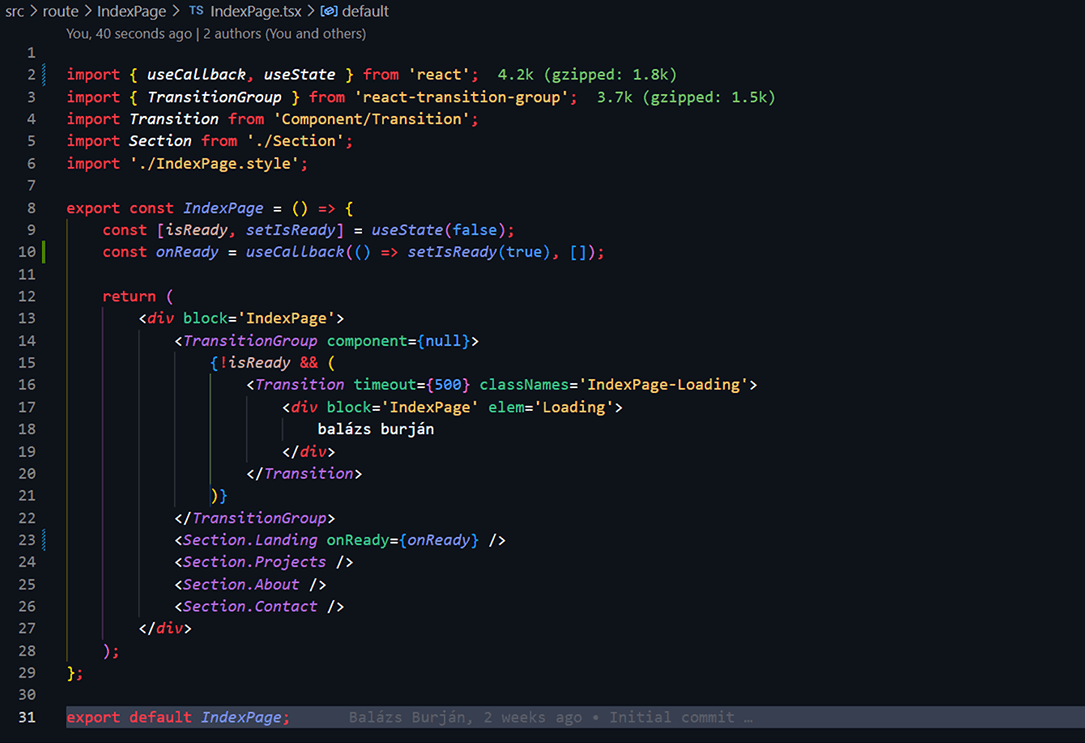 src > route > IndexPage > TS IndexPage.tsx > default
You, 40 seconds ago | 2 authors (You and others)
1
2 import { useCallback, useState } from 'react'; 4.2k (gzipped: 1.8k)
3 import { TransitionGroup } from 'react-transition-group'; 3.7k (gzipped: 1.5k)
4 import Transition from 'Component/Transition';
5 import Section from './Section';
6 import './IndexPage.style';
7
8 export const IndexPage = () => {
9     const [isReady, setIsReady] = useState(false);
10     const onReady = useCallback(() => setIsReady(true), []);
11
12     return (
13         <div block='IndexPage'>
14             <TransitionGroup component={null}>
15                 {!isReady && (
16                     <Transition timeout={500} classNames='IndexPage-Loading'>
17                         <div block='IndexPage' elem='Loading'>
18                             balázs burján
19                         </div>
20                     </Transition>
21                 )}
22             </TransitionGroup>
23             <Section.Landing onReady={onReady} />
24             <Section.Projects />
25             <Section.About />
26             <Section.Contact />
27         </div>
28     );
29 };
30
31 export default IndexPage; Balázs Burján, 2 weeks ago • Initial commit …